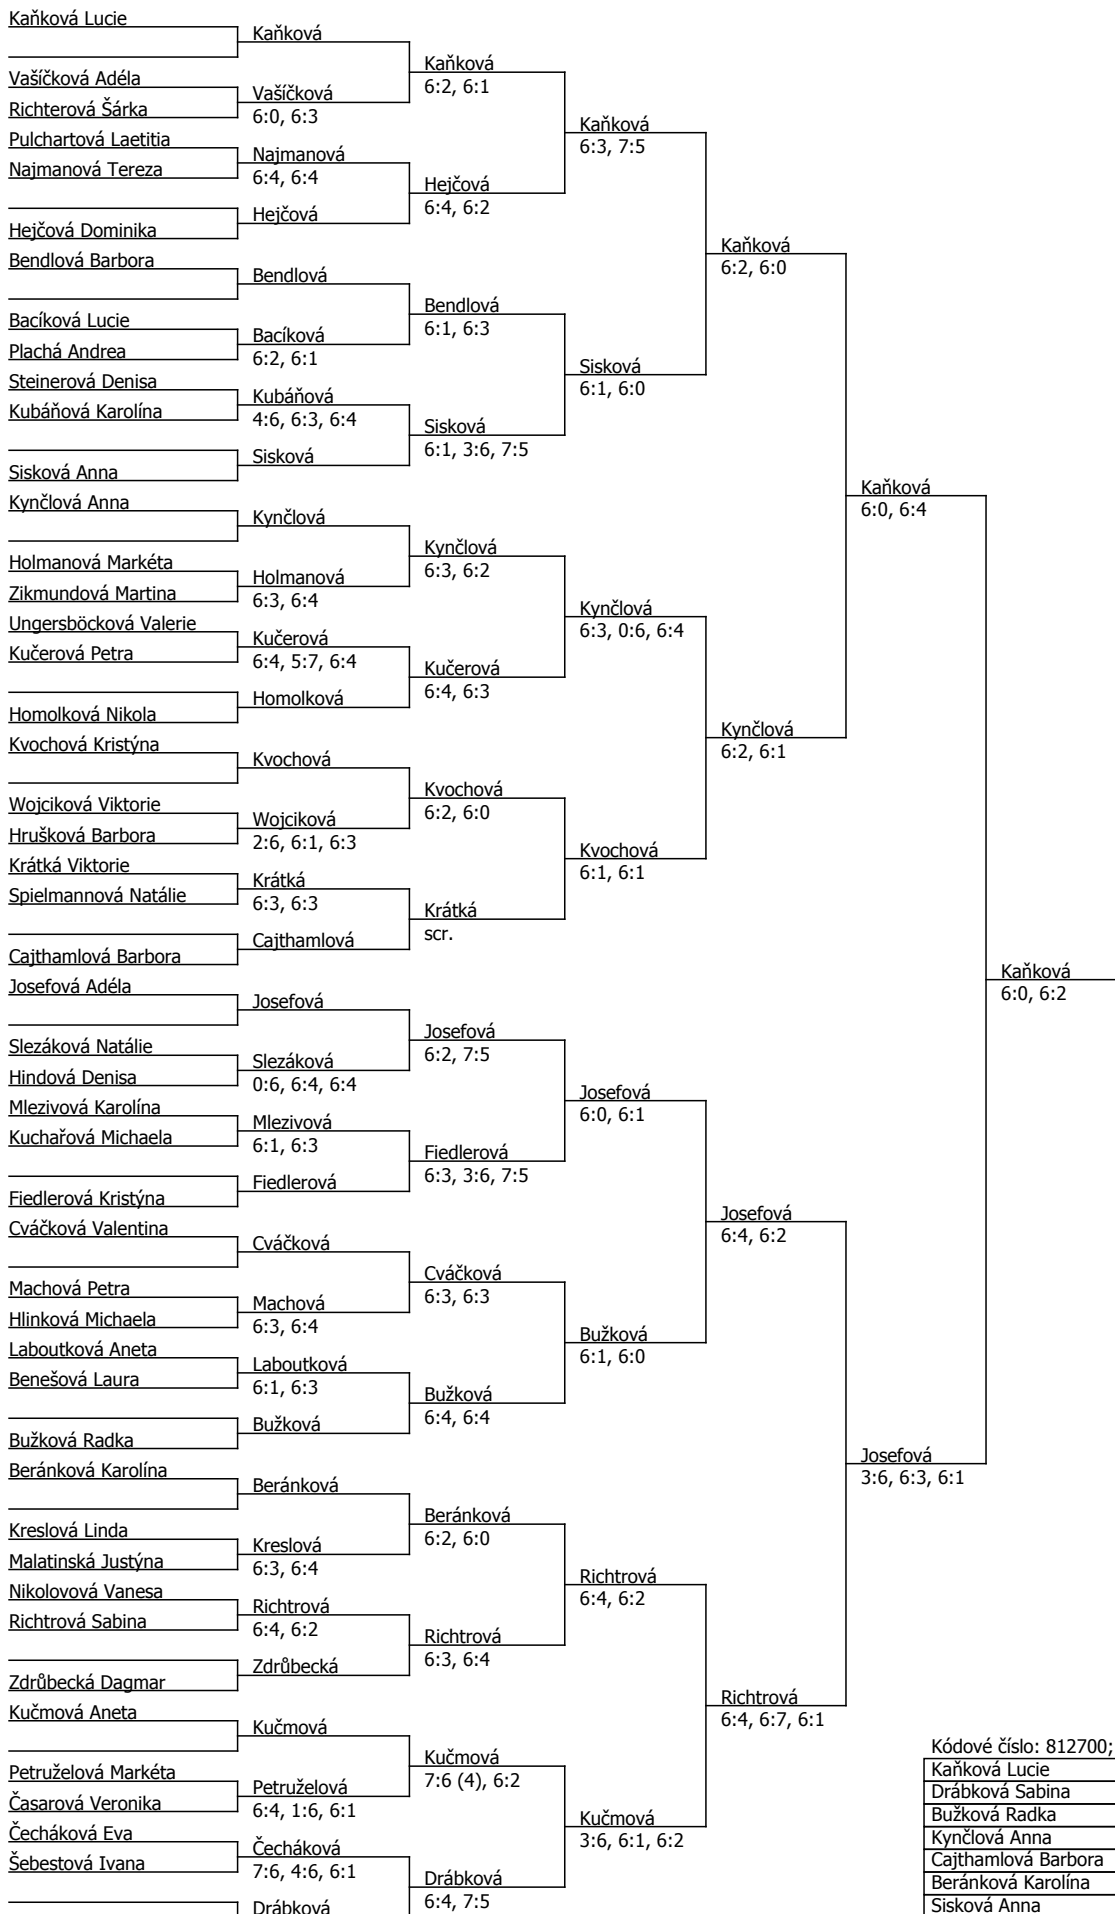 Kaňková Lucie
Kaňková
Kaňková
6:2, 6:1
Vašíčková Adéla
Vašíčková
Richterová Šárka
6:0, 6:3
Kaňková
6:3, 7:5
Pulchartová Laetitia
Najmanová
Najmanová Tereza
6:4, 6:4
Hejčová
6:4, 6:2
Hejčová
Hejčová Dominika
Kaňková
6:2, 6:0
Bendlová Barbora
Bendlová
Bendlová
6:1, 6:3
Bacíková Lucie
Bacíková
Plachá Andrea
6:2, 6:1
Sisková
6:1, 6:0
Steinerová Denisa
Kubáňová
Kubáňová Karolína
4:6, 6:3, 6:4
Sisková
6:1, 3:6, 7:5
Sisková
Sisková Anna
Kaňková
6:0, 6:4
Kynčlová Anna
Kynčlová
Kynčlová
6:3, 6:2
Holmanová Markéta
Holmanová
Zikmundová Martina
6:3, 6:4
Kynčlová
6:3, 0:6, 6:4
Ungersböcková Valerie
Kučerová
Kučerová Petra
6:4, 5:7, 6:4
Kučerová
6:4, 6:3
Homolková
Homolková Nikola
Kynčlová
6:2, 6:1
Kvochová Kristýna
Kvochová
Kvochová
6:2, 6:0
Wojciková Viktorie
Wojciková
Hrušková Barbora
2:6, 6:1, 6:3
Kvochová
6:1, 6:1
Krátká Viktorie
Krátká
Spielmannová Natálie
6:3, 6:3
Krátká
scr.
Cajthamlová
Cajthamlová Barbora
Kaňková
6:0, 6:2
Josefová Adéla
Josefová
Josefová
6:2, 7:5
Slezáková Natálie
Slezáková
Hindová Denisa
0:6, 6:4, 6:4
Josefová
6:0, 6:1
Mlezivová Karolína
Mlezivová
Kuchařová Michaela
6:1, 6:3
Fiedlerová
6:3, 3:6, 7:5
Fiedlerová
Fiedlerová Kristýna
Josefová
6:4, 6:2
Cváčková Valentina
Cváčková
Cváčková
6:3, 6:3
Machová Petra
Machová
Hlinková Michaela
6:3, 6:4
Bužková
6:1, 6:0
Laboutková Aneta
Laboutková
Benešová Laura
6:1, 6:3
Bužková
6:4, 6:4
Bužková
Bužková Radka
Josefová
3:6, 6:3, 6:1
Beránková Karolína
Beránková
Beránková
6:2, 6:0
Kreslová Linda
Kreslová
Malatinská Justýna
6:3, 6:4
Richtrová
6:4, 6:2
Nikolovová Vanesa
Richtrová
Richtrová Sabina
6:4, 6:2
Richtrová
6:3, 6:4
Zdrůbecká
Zdrůbecká Dagmar
Richtrová
6:4, 6:7, 6:1
Kučmová Aneta
Kučmová
Kučmová
7:6 (4), 6:2
Petruželová Markéta
Petruželová
Časarová Veronika
6:4, 1:6, 6:1
Kučmová
3:6, 6:1, 6:2
Čecháková Eva
Čecháková
Šebestová Ivana
7:6, 4:6, 6:1
Drábková
6:4, 7:5
Drábková
Kódové číslo: 812700;
Kaňková Lucie
Drábková Sabina
Bužková Radka
Kynčlová Anna
Cajthamlová Barbora
Beránková Karolína
Sisková Anna